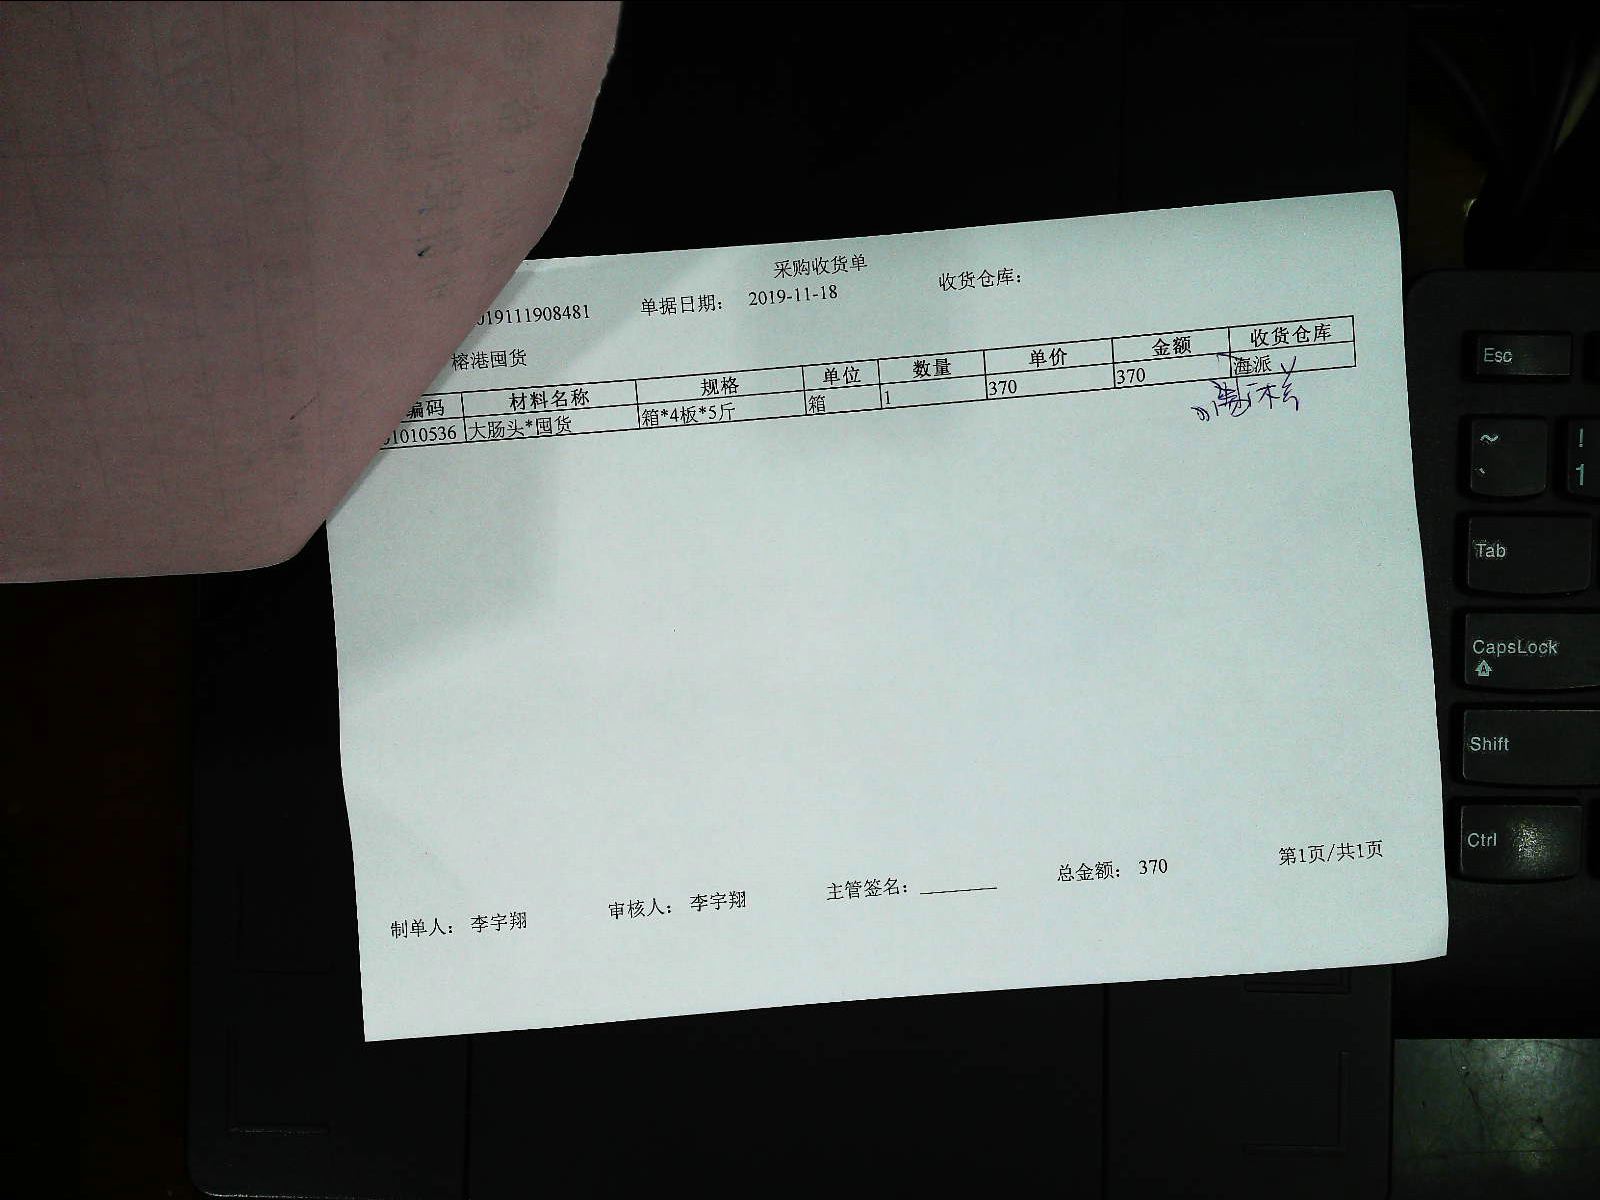 采购收货单
019111908481 单据日期： 2019-11-18 收货仓库：
榕港囤货
编码 材料名称 规格 单位 数量 单价 金额 收货仓库
01010536 大肠头*囤货 箱*4板*5斤 箱 1 370 370 海派
制单人： 李宇翔 审核人： 李宇翔 主管签名： 总金额： 370 第1页/共1页
Esc
~
`
!
1
Tab
CapsLock
A
Shift
Ctrl